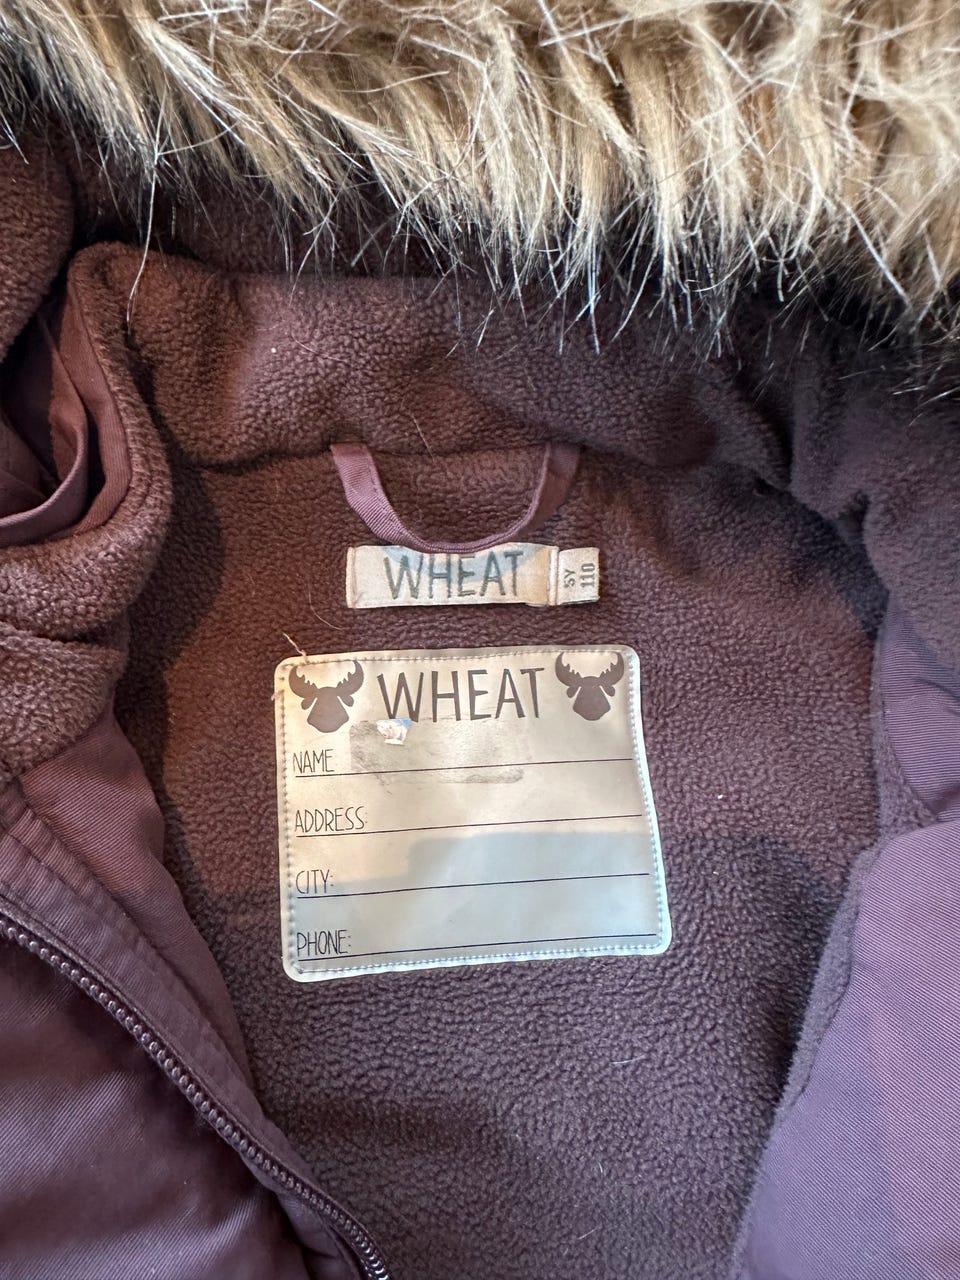 WHEAT
5Y
110
WHEAT
NAME
ADDRESS:
CITY:
PHONE: